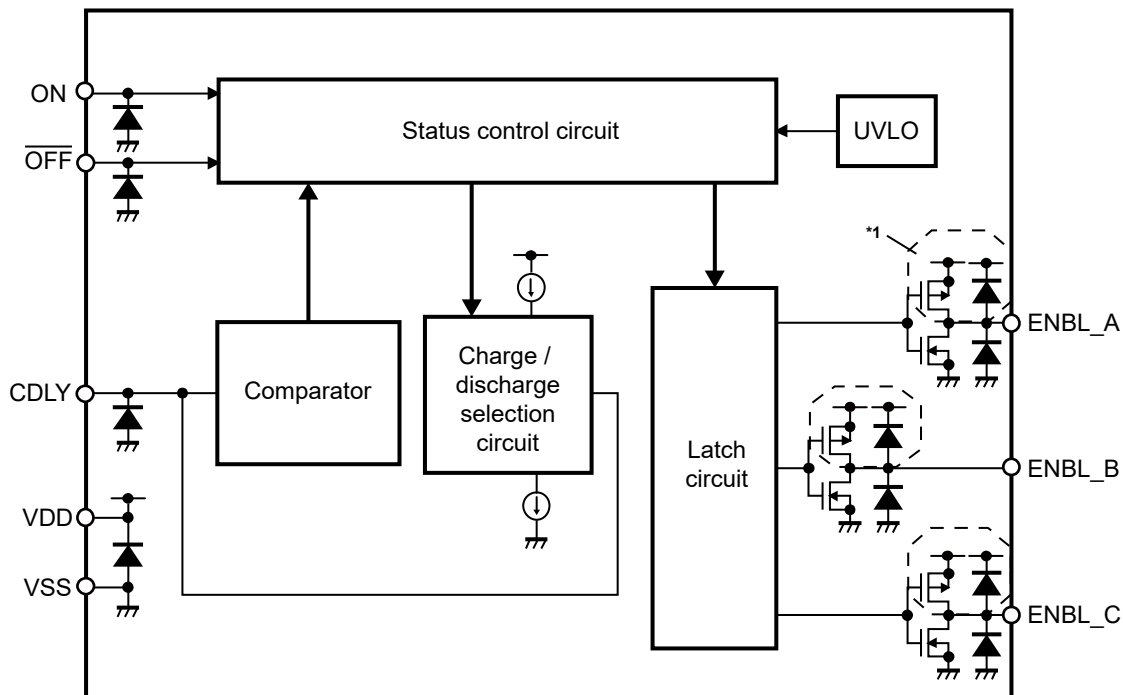 ON
Status control circuit
UVLO
OFF
*1
ENBL_A
Charge /
discharge
selection
circuit
Comparator
CDLY
Latch
circuit
ENBL_B
VDD
VSS
ENBL_C